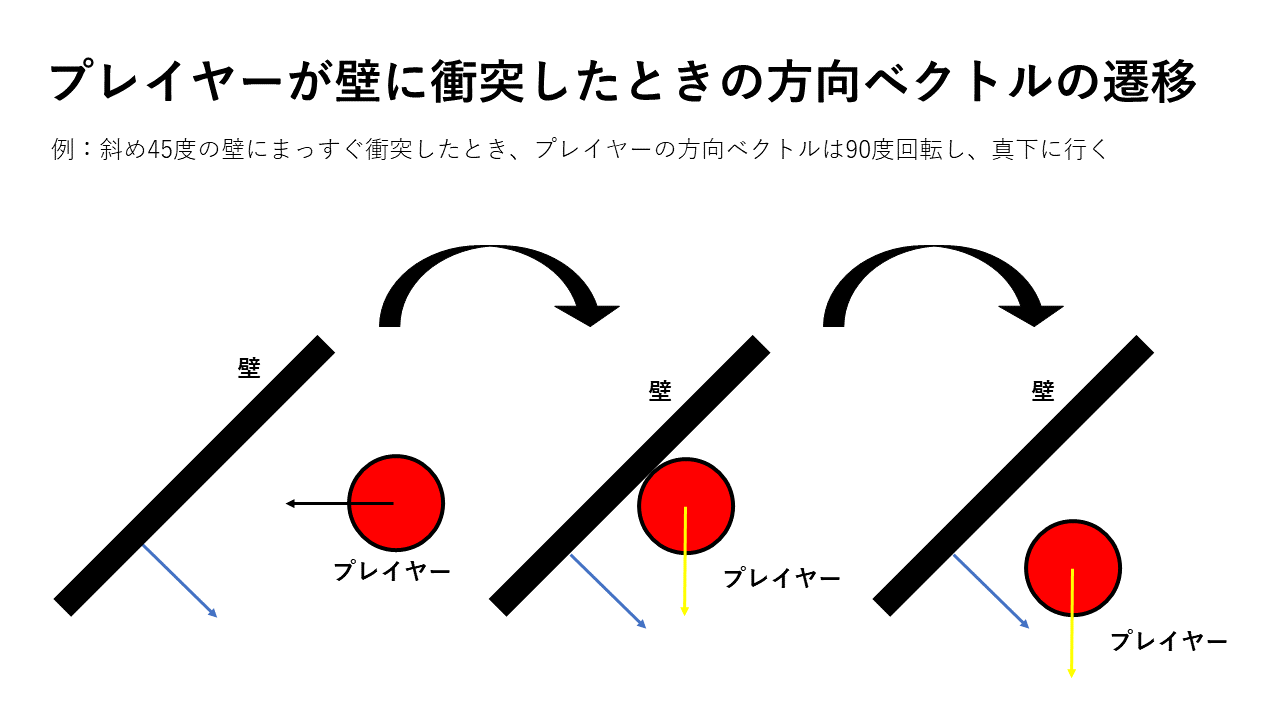 プレイヤーが壁に衝突したときの方向ベクトルの遷移
例：斜め45度の壁にまっすぐ衝突したとき、プレイヤーの方向ベクトルは90度回転し、真下に行く
壁
プレイヤー
壁
プレイヤー
壁
プレイヤー